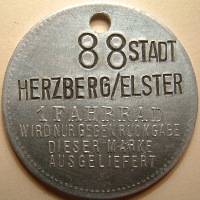 88 STADT
HERZBERG/ELSTER
1 FAHRRAD
WIRD NUR GEGEN RÜCKGABE
DIESER MARKE
AUSGELIEFERT